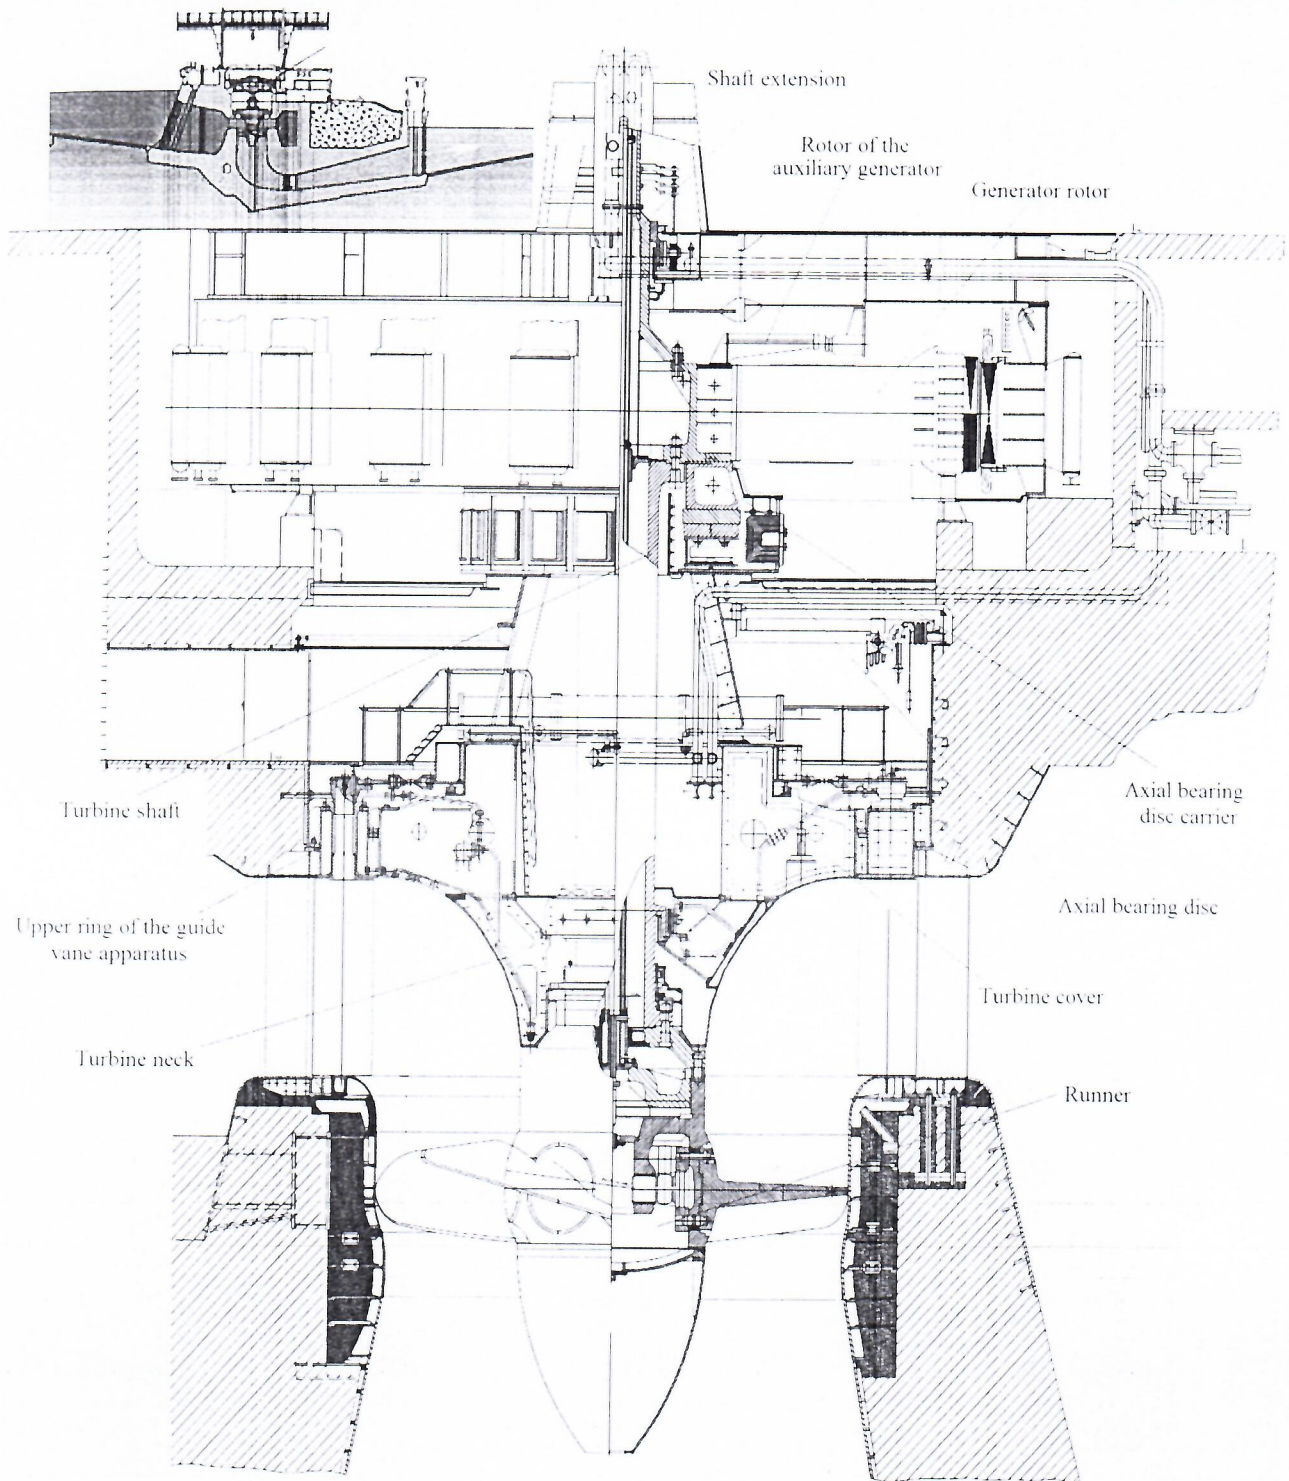 Shaft extension
Rotor of the
auxiliary generator
Generator rotor
Turbine shaft
Axial bearing
disc carrier
Upper ring of the guide
vane apparatus
Axial bearing disc
Turbine cover
Turbine neck
Runner